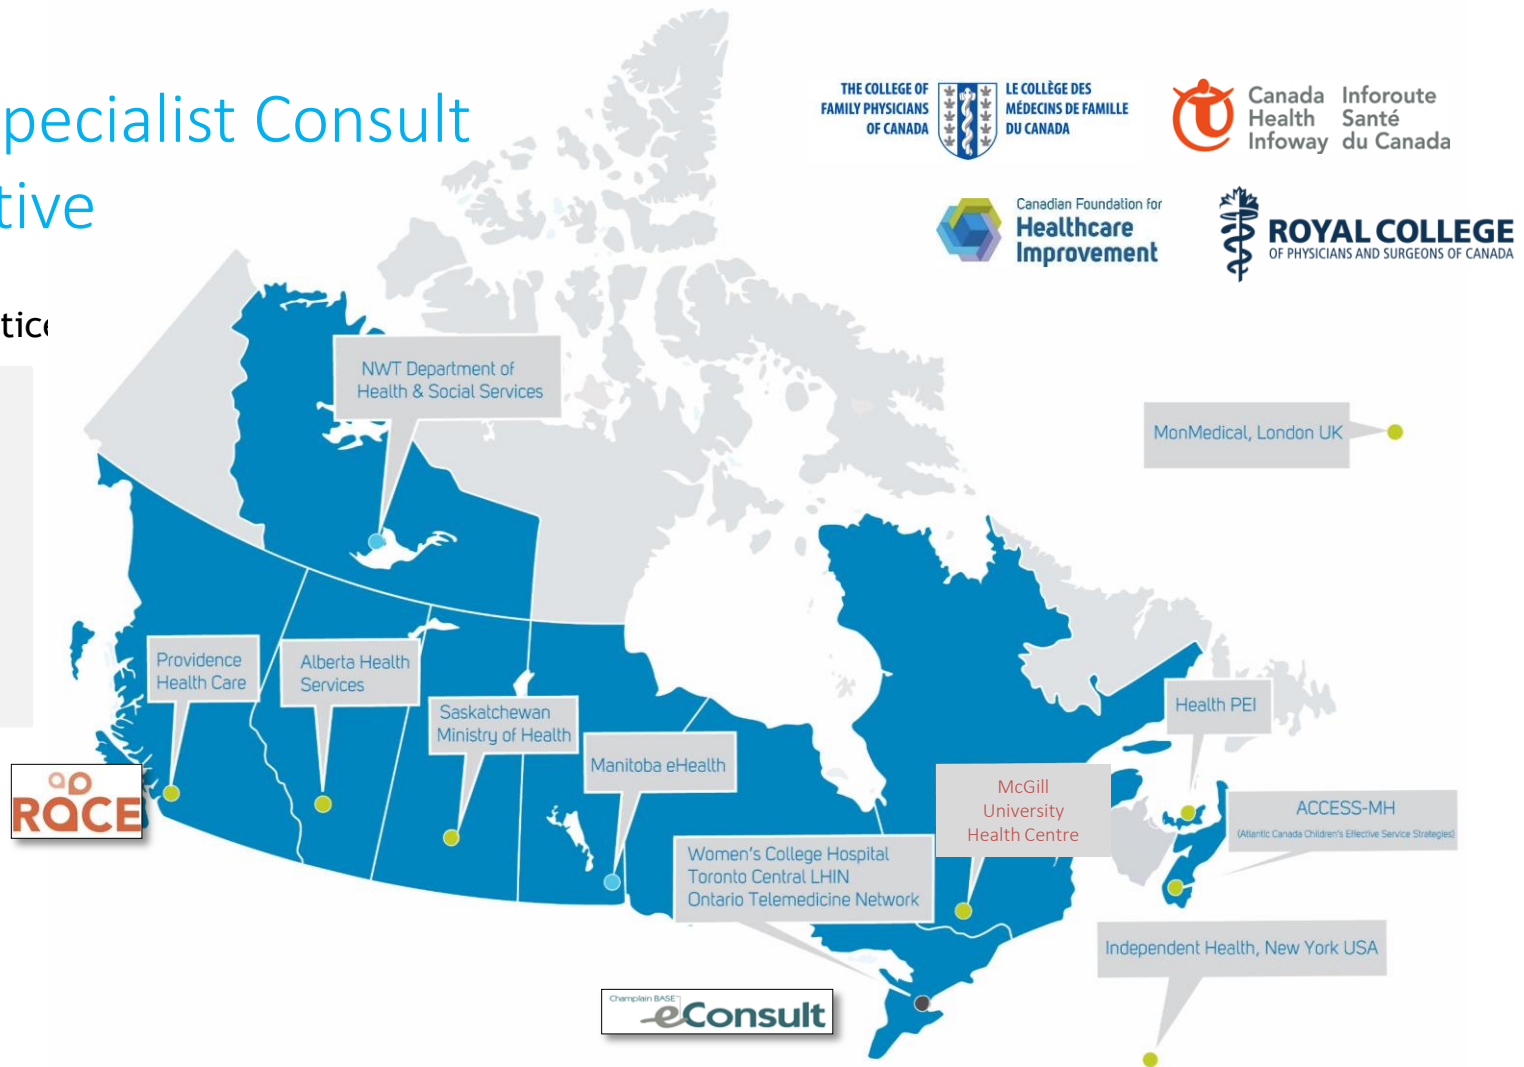 pecialist Consult
tive
tice
THE COLLEGE OF
FAMILY PHYSICIANS
OF CANADA
LE COLLÈGE DES
MÉDECINS DE FAMILLE
DU CANADA
Canada Inforoute
Health Santé
Infoway du Canada
Canadian Foundation for
Healthcare
Improvement
ROYAL COLLEGE
OF PHYSICIANS AND SURGEONS OF CANADA
NWT Department of
Health & Social Services
MonMedical, London UK
Providence
Health Care
Alberta Health
Services
Saskatchewan
Ministry of Health
Manitoba eHealth
Health PEI
RACE
McGill
University
Health Centre
ACCESS-MH
(Atlantic Canada Children's Effective Service Strategies)
Women's College Hospital
Toronto Central LHIN
Ontario Telemedicine Network
Independent Health, New York USA
Champlain BASE
eConsult